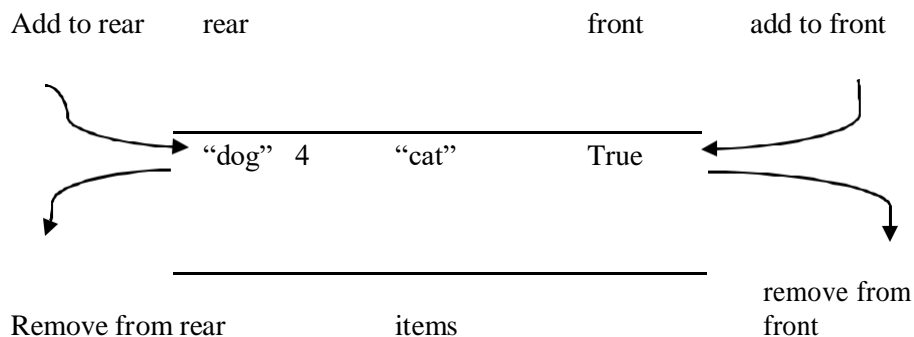 Add to rear rear front add to front
“dog” 4 “cat” True
remove from
Remove from rear items front